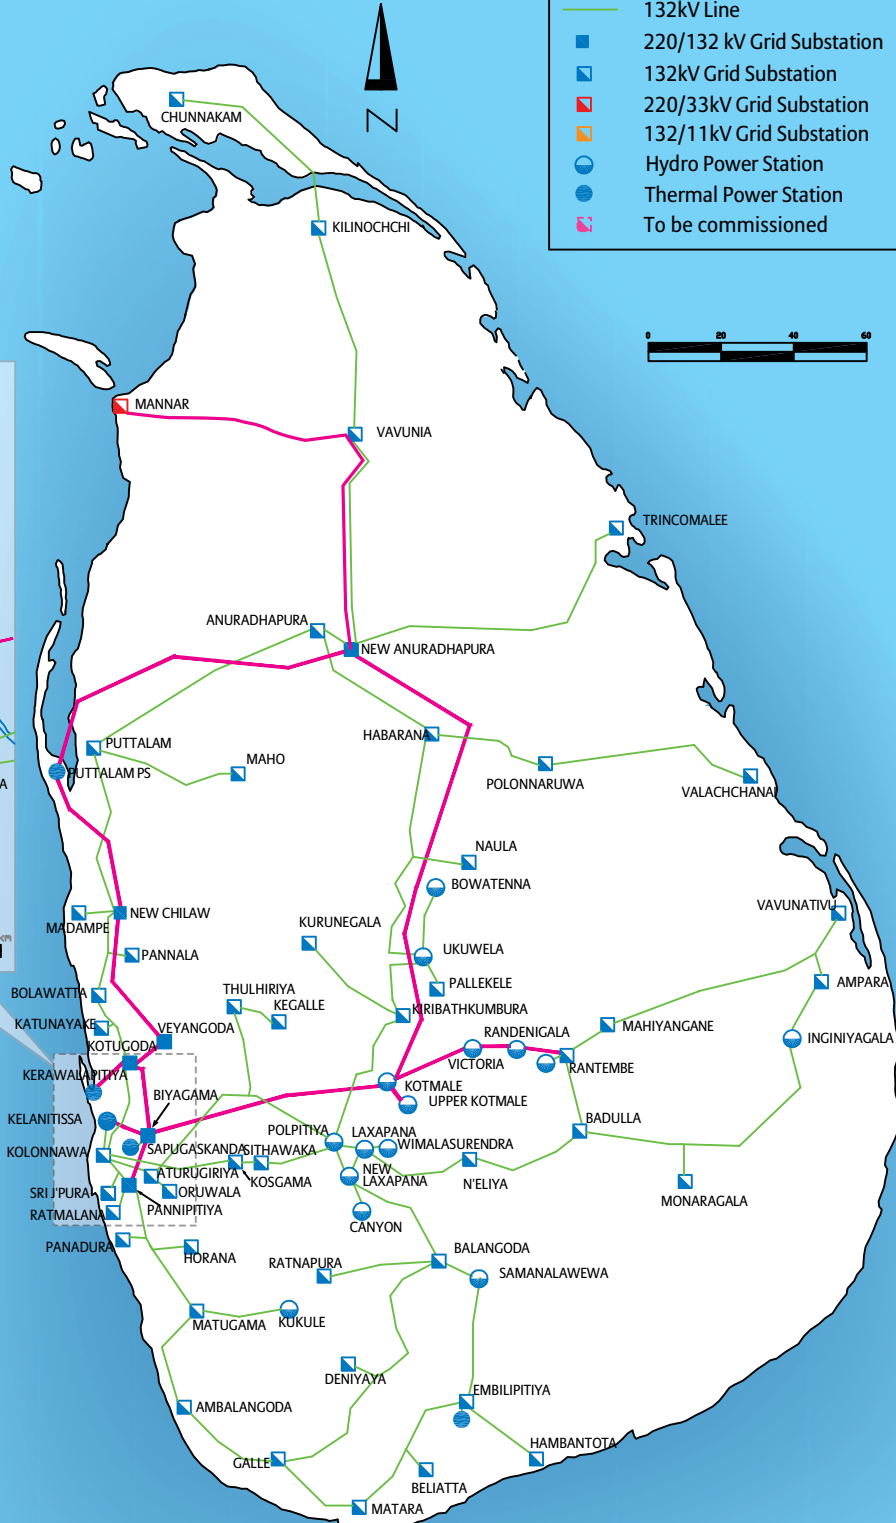 132kV Line
220/132 kV Grid Substation
132kV Grid Substation
220/33kV Grid Substation
132/11kV Grid Substation
Hydro Power Station
Thermal Power Station
To be commissioned
N
0 20 40 60
CHUNNAKAM
KILINOCHCHI
MANNAR
VAVUNIA
TRINCOMALEE
ANURADHAPURA
NEW ANURADHAPURA
HABARANA
PUTTALAM
MAHO
PUTTALAM PS
POLONNARUWA
VALACHCHANAI
A
NAULA
BOWATENNA
VAVUNATIVU
NEW CHILAW
MADAMPE
KURUNEGALA
KM
UKUWELA
PANNALA
PALLEKELE
AMPARA
BOLAWATTA
THULHIRIYA
KEGALLE
KIRIBATHKUMBURA
KATUNAYAKE
VEYANGODA
MAHIYANGANE
RANDENIGALA
INGINIYAGALA
KOTUGODA
VICTORIA
RANTEMBE
KERAWALAPITIYA
KOTMALE
BIYAGAMA
UPPER KOTMALE
KELANITISSA
BADULLA
POLPITIYA
LAXAPANA
WIMALASURENDRA
KOLONNAWA
SAPUGASKANDA
SITHAWAKA
ATURUGIRIYA
KOSGAMA
NEW
LAXAPANA
N'ELIYA
SRI J'PURA
ORUWALA
MONARAGALA
RATMALANA
PANNIPITIYA
CANYON
PANADURA
HORANA
RATNAPURA
BALANGODA
SAMANALAWEWA
MATUGAMA
KUKULE
DENIYAYA
EMBILIPITIYA
AMBALANGODA
HAMBANTOTA
GALLE
BELIATTA
MATARA